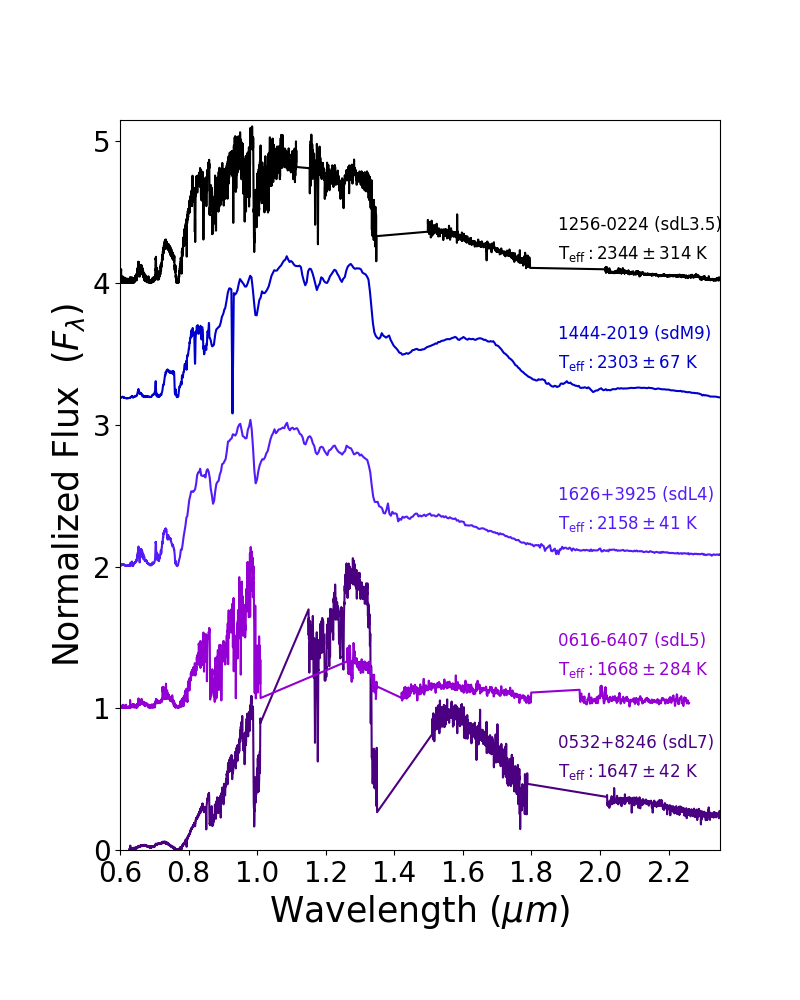 5
1256-0224 (sdL3.5)
T_eff : 2344 ± 314 K
4
1444-2019 (sdM9)
T_eff : 2303 ± 67 K
3
1626+3925 (sdL4)
T_eff : 2158 ± 41 K
2
0616-6407 (sdL5)
T_eff : 1668 ± 284 K
1
0532+8246 (sdL7)
T_eff : 1647 ± 42 K
0
Normalized Flux (F_λ)
0.6 0.8 1.0 1.2 1.4 1.6 1.8 2.0 2.2
Wavelength (μm)